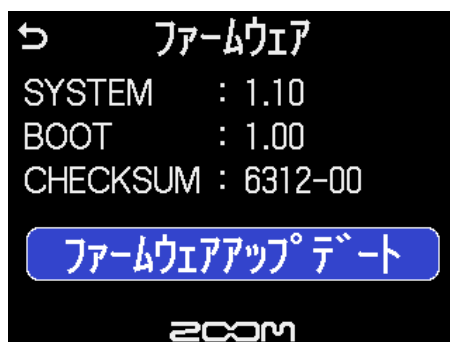 ファームウェア
SYSTEM : 1.10
BOOT : 1.00
CHECKSUM : 6312-00
ファームウェアアップデート
ZOOM